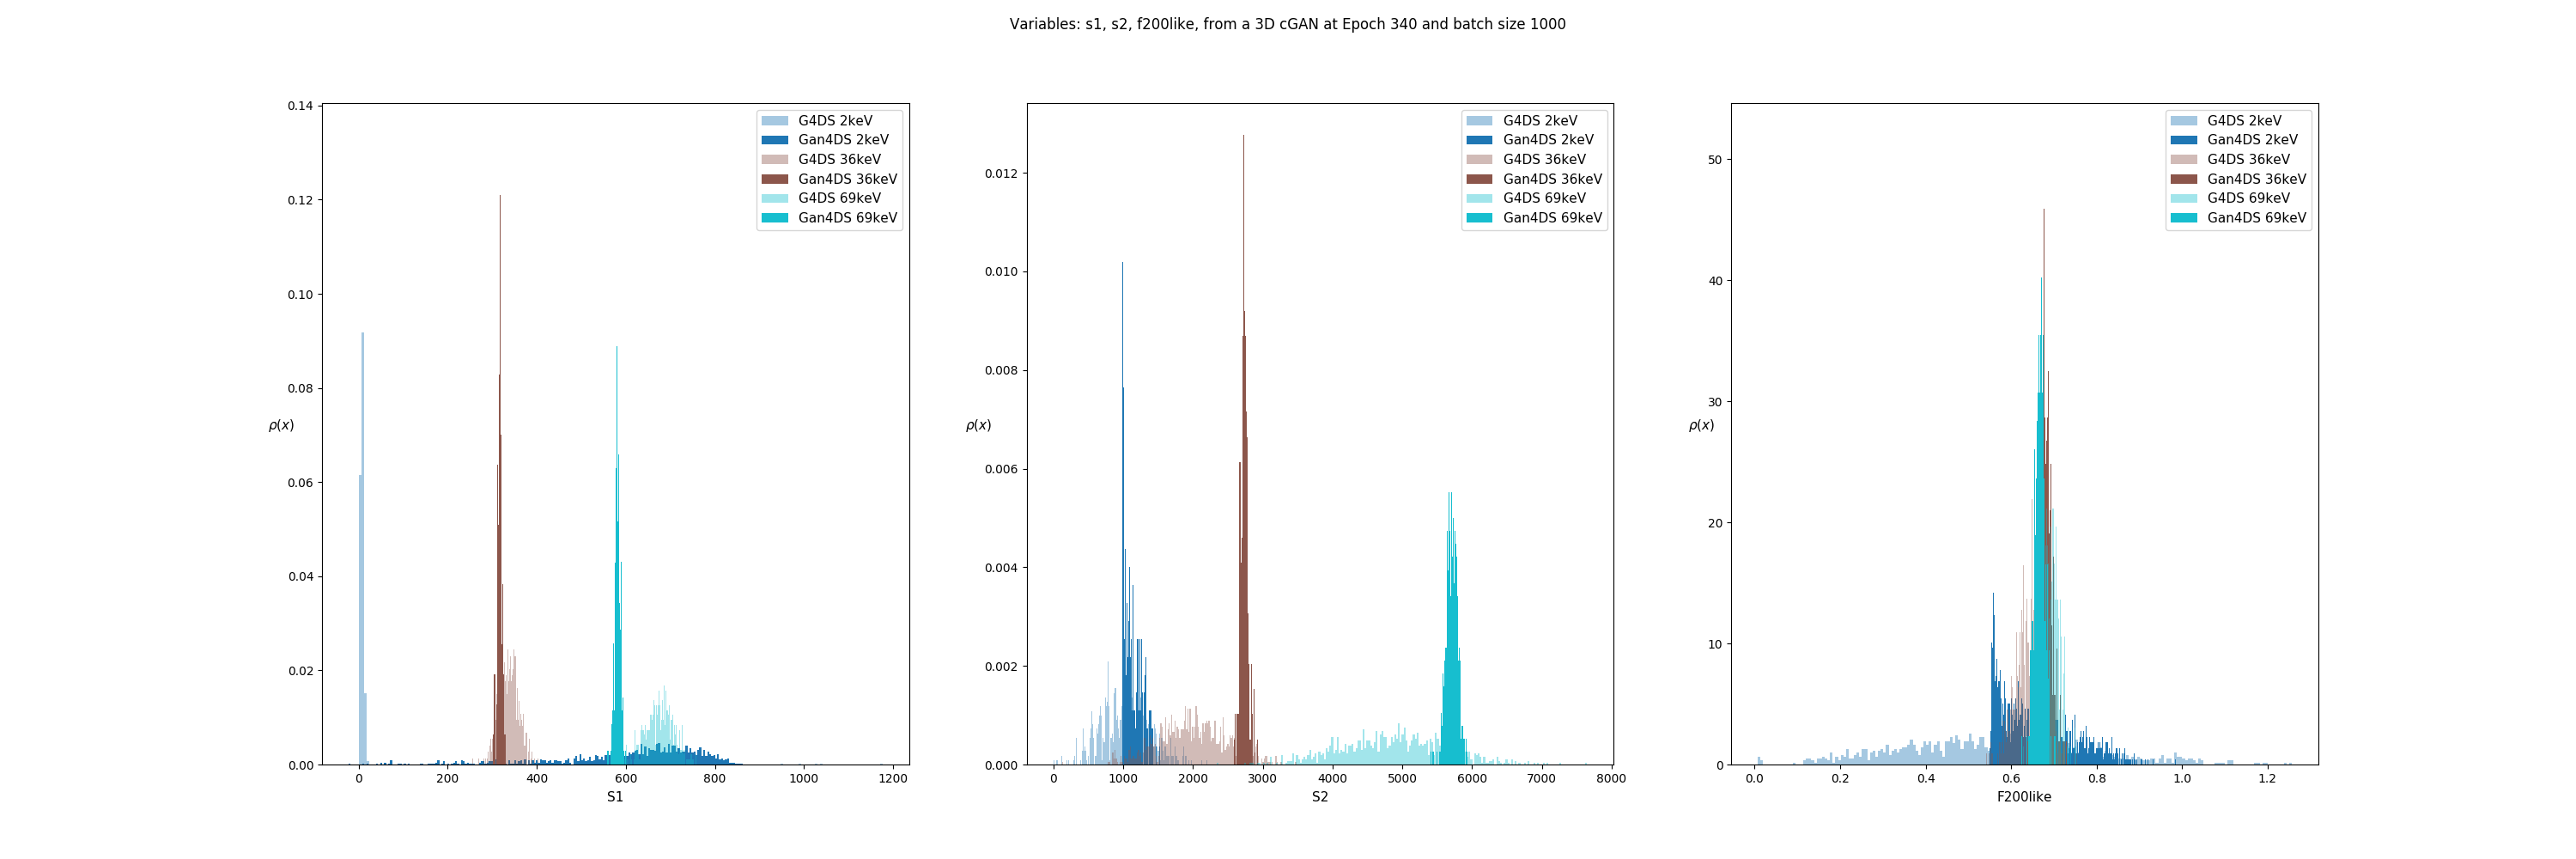 Variables: s1, s2, f200like, from a 3D cGAN at Epoch 340 and batch size 1000
0.14
0.12
0.10
0.08
0.06
0.04
0.02
0.00
ρ(x)
0
200
400
600
800
1000
1200
S1
G4DS 2keV
Gan4DS 2keV
G4DS 36keV
Gan4DS 36keV
G4DS 69keV
Gan4DS 69keV
0.012
0.010
0.008
0.006
0.004
0.002
0.000
ρ(x)
0
1000
2000
3000
4000
5000
6000
7000
8000
S2
G4DS 2keV
Gan4DS 2keV
G4DS 36keV
Gan4DS 36keV
G4DS 69keV
Gan4DS 69keV
50
40
30
20
10
0
ρ(x)
0.0
0.2
0.4
0.6
0.8
1.0
1.2
F200like
G4DS 2keV
Gan4DS 2keV
G4DS 36keV
Gan4DS 36keV
G4DS 69keV
Gan4DS 69keV